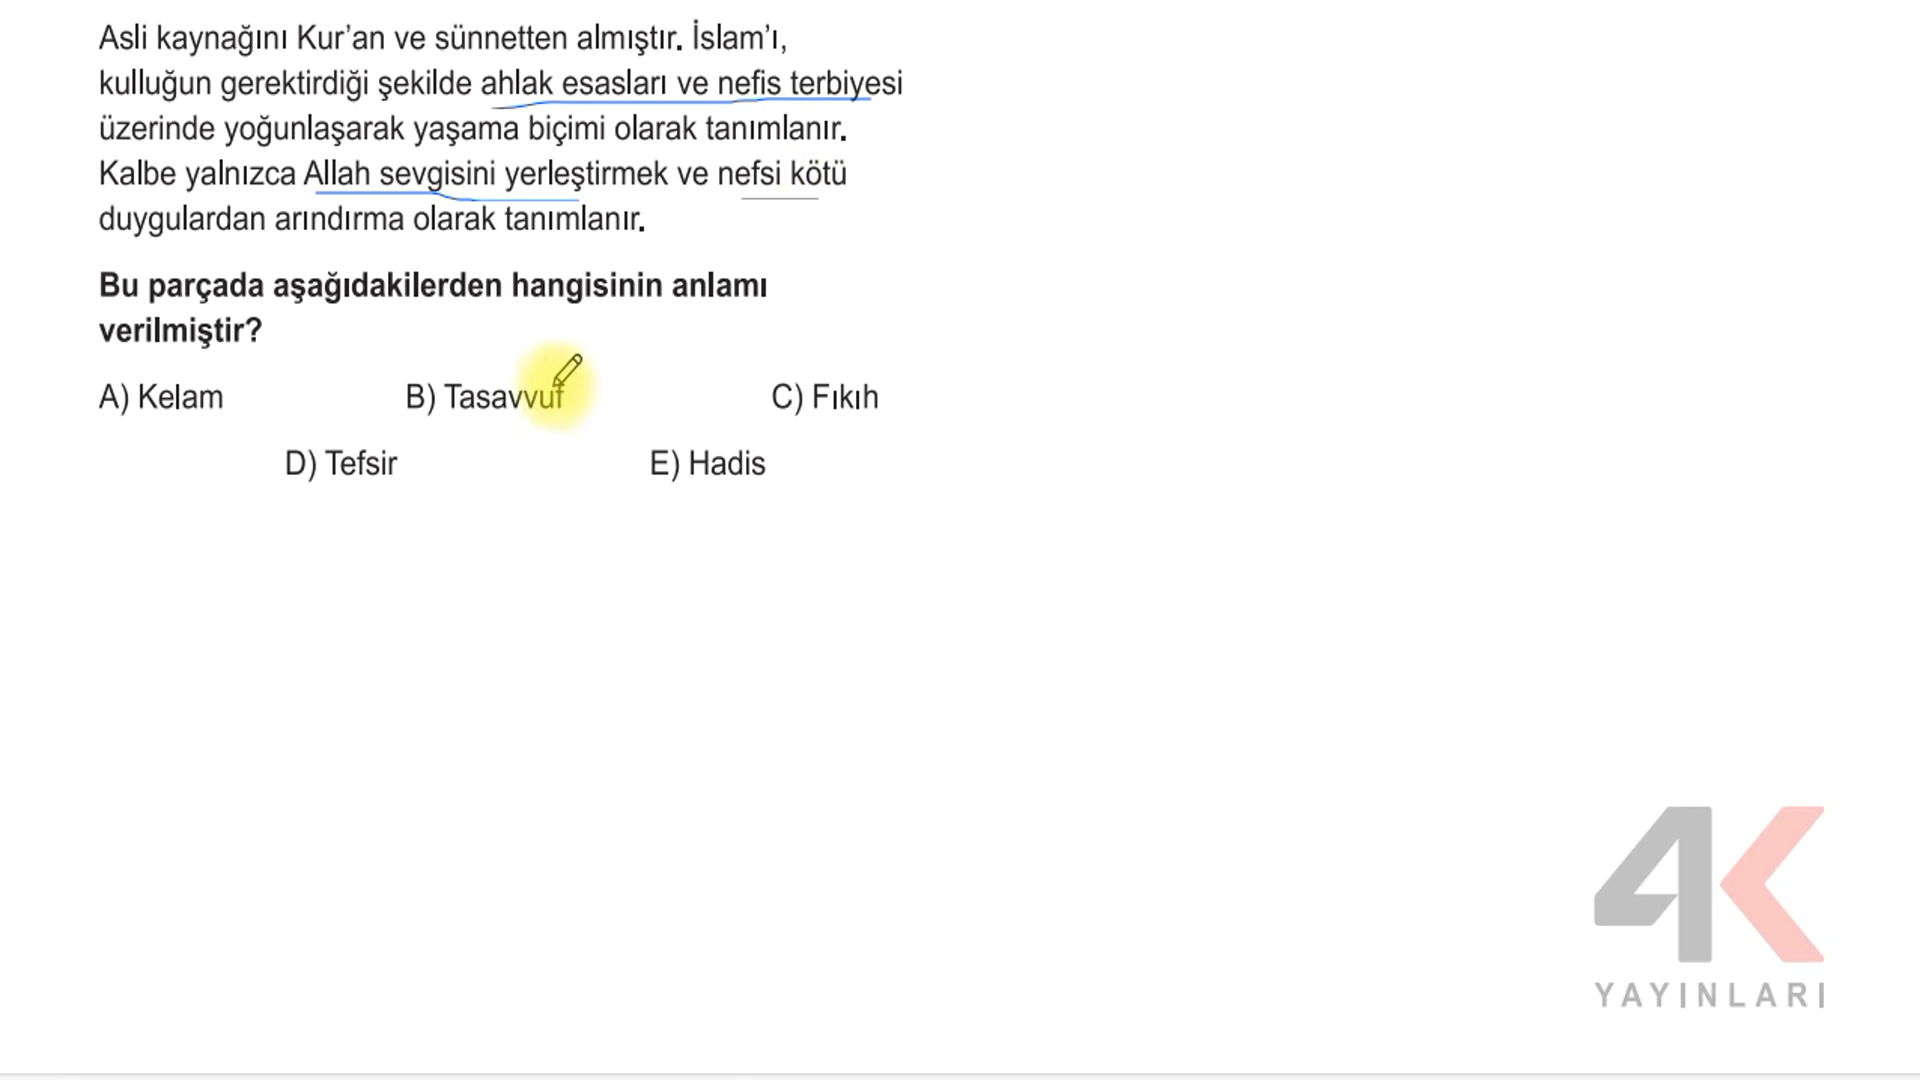 Asli kaynağını Kur’an ve sünnetten almıştır. İslam’ı,
kulluğun gerektirdiği şekilde ahlak esasları ve nefis terbiyesi
üzerinde yoğunlaşarak yaşama biçimi olarak tanımlanır.
Kalbe yalnızca Allah sevgisini yerleştirmek ve nefsi kötü
duygulardan arındırma olarak tanımlanır.
Bu parçada aşağıdakilerden hangisinin anlamı
verilmiştir?
A) Kelam B) Tasavvuf C) Fıkıh
D) Tefsir E) Hadis
4K
YAYINLARI